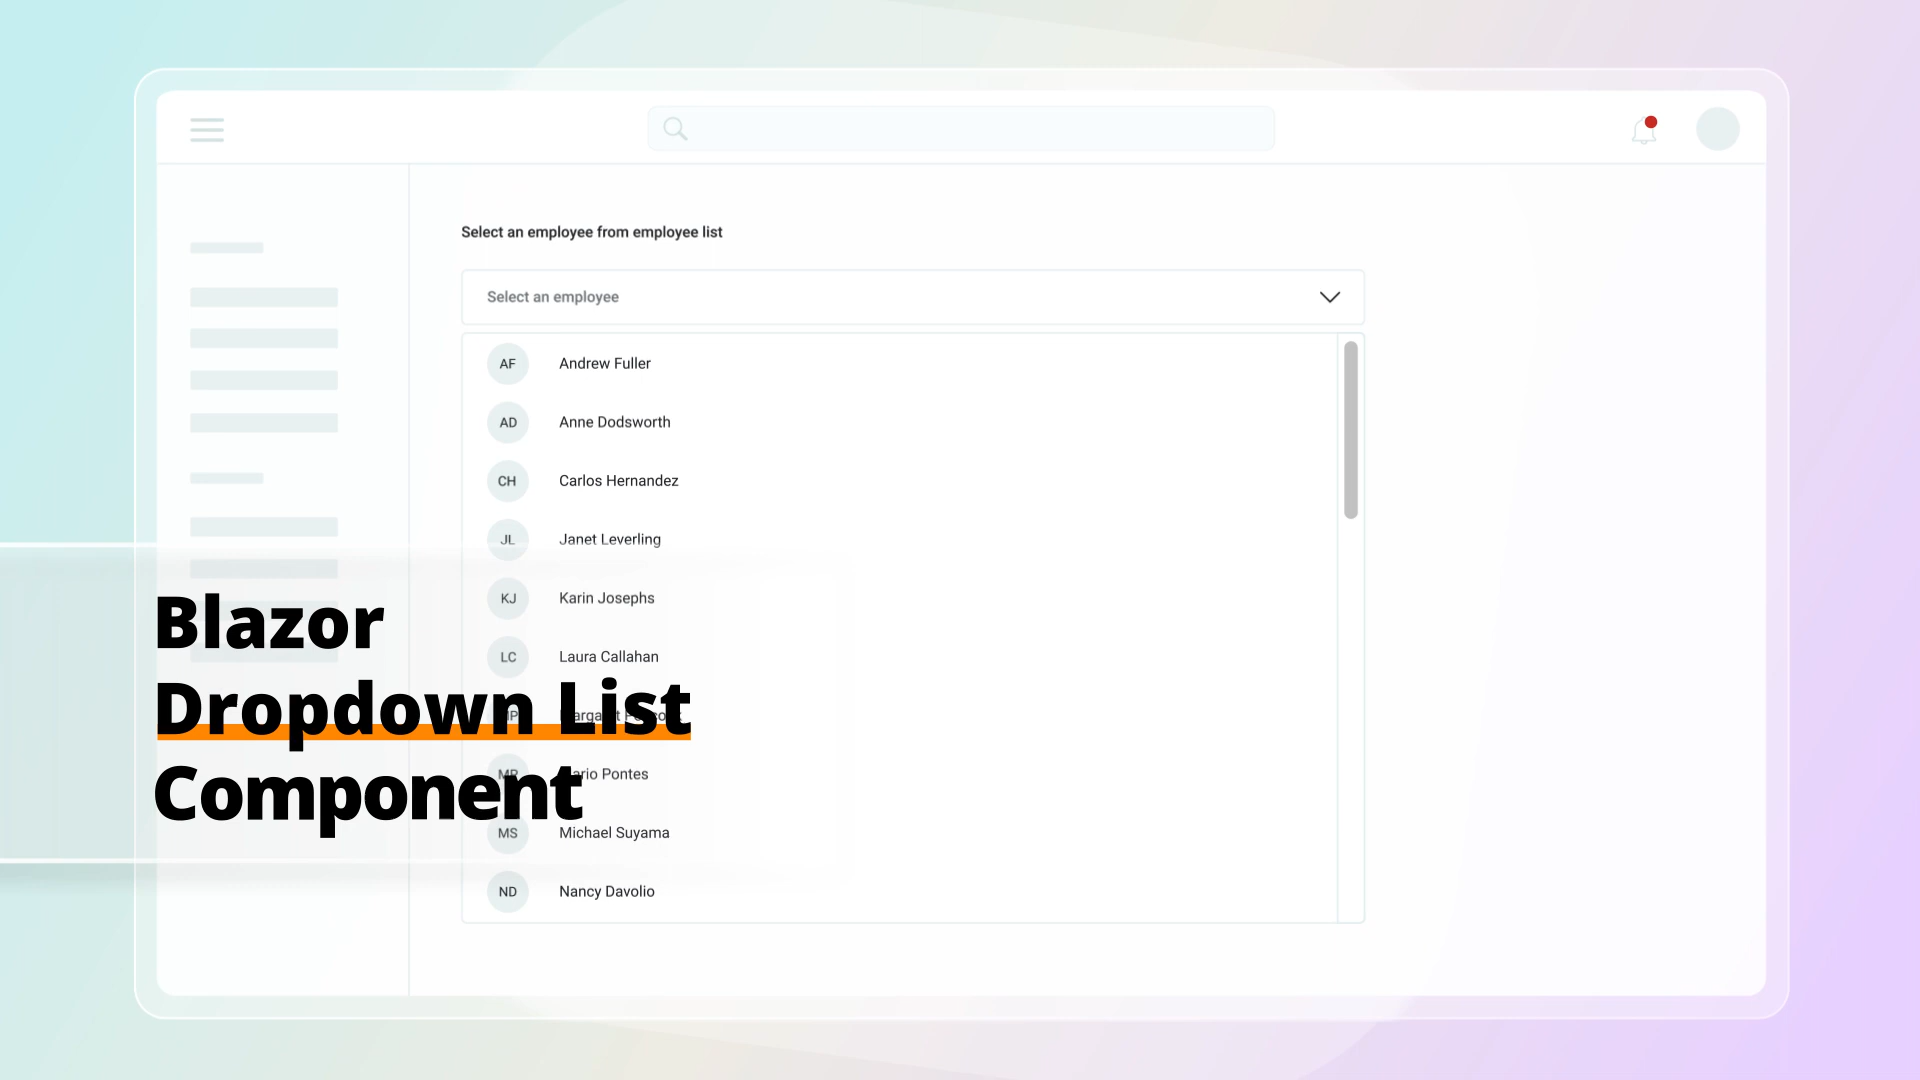 Select an employee from employee list
Select an employee
AF Andrew Fuller
AD Anne Dodsworth
CH Carlos Hernandez
JL Janet Leverling
KJ Karin Josephs
LC Laura Callahan
MS Michael Suyama
ND Nancy Davolio
Blazor
Dropdown List
Component
Pontes